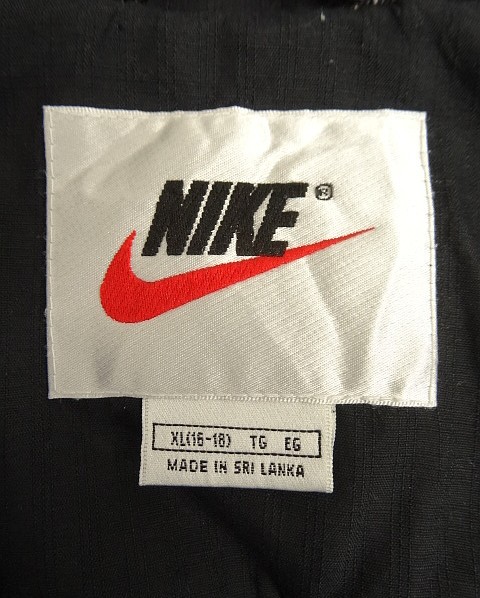 NIKE®
XL(16-18) TG EG
MADE IN SRI LANKA